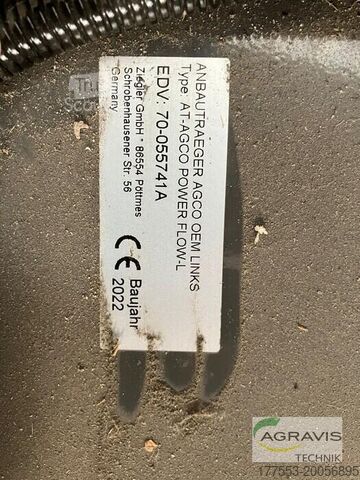 ANBAUTRAEGER AGCO OEM LINKS
Type: AT-AGCO POWER FLOW-L
EDV: 70-055741A
Ziegler GmbH * 86554 Pöttmes
Schrobenhausener Str. 56
Germany
CE Baujahr
2022
AGRAVIS
TECHNIK
177553-20056895